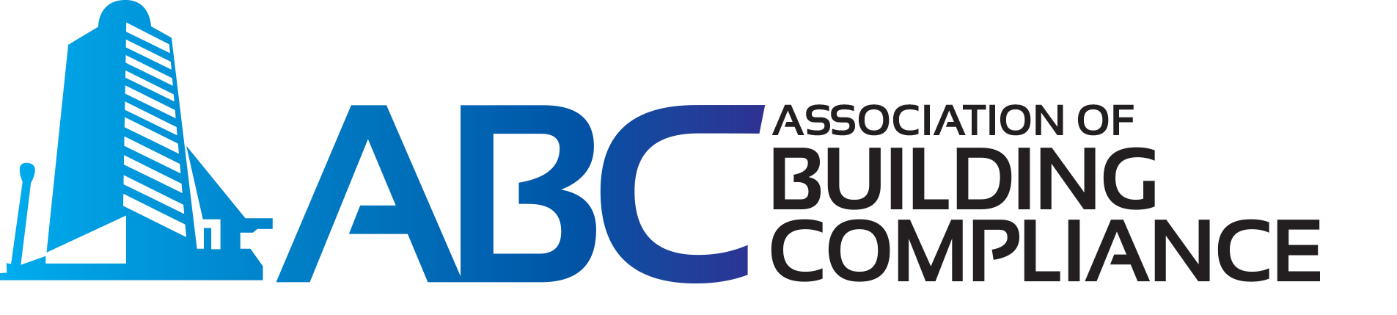 ABC
ASSOCIATION OF
BUILDING
COMPLIANCE